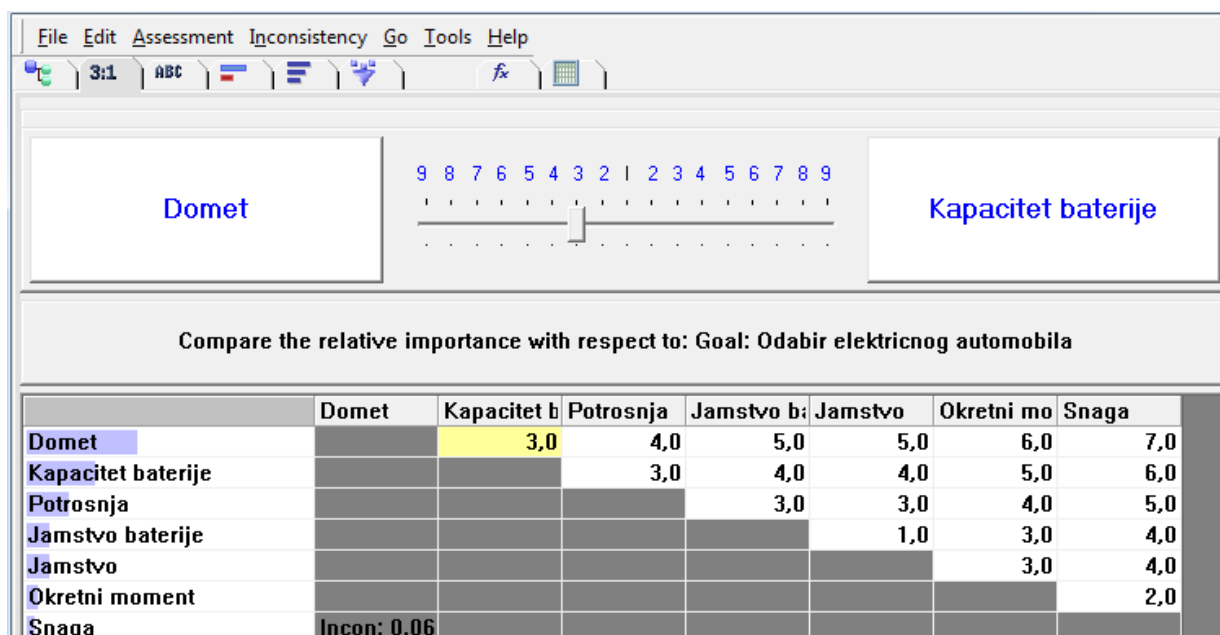 File Edit Assessment Inconsistency Go Tools Help
3:1 ABC fx
9 8 7 6 5 4 3 2 1 2 3 4 5 6 7 8 9
Domet Kapacitet baterije
Compare the relative importance with respect to: Goal: Odabir elektricnog automobila
Domet Kapacitet b Potrosnja Jamstvo ba Jamstvo Okretni mo Snaga
Domet 3,0 4,0 5,0 5,0 6,0 7,0
Kapacitet baterije 3,0 4,0 4,0 5,0 6,0
Potrosnja 3,0 3,0 4,0 5,0
Jamstvo baterije 1,0 3,0 4,0
Jamstvo 3,0 4,0
Okretni moment 2,0
Snaga Incon: 0,06